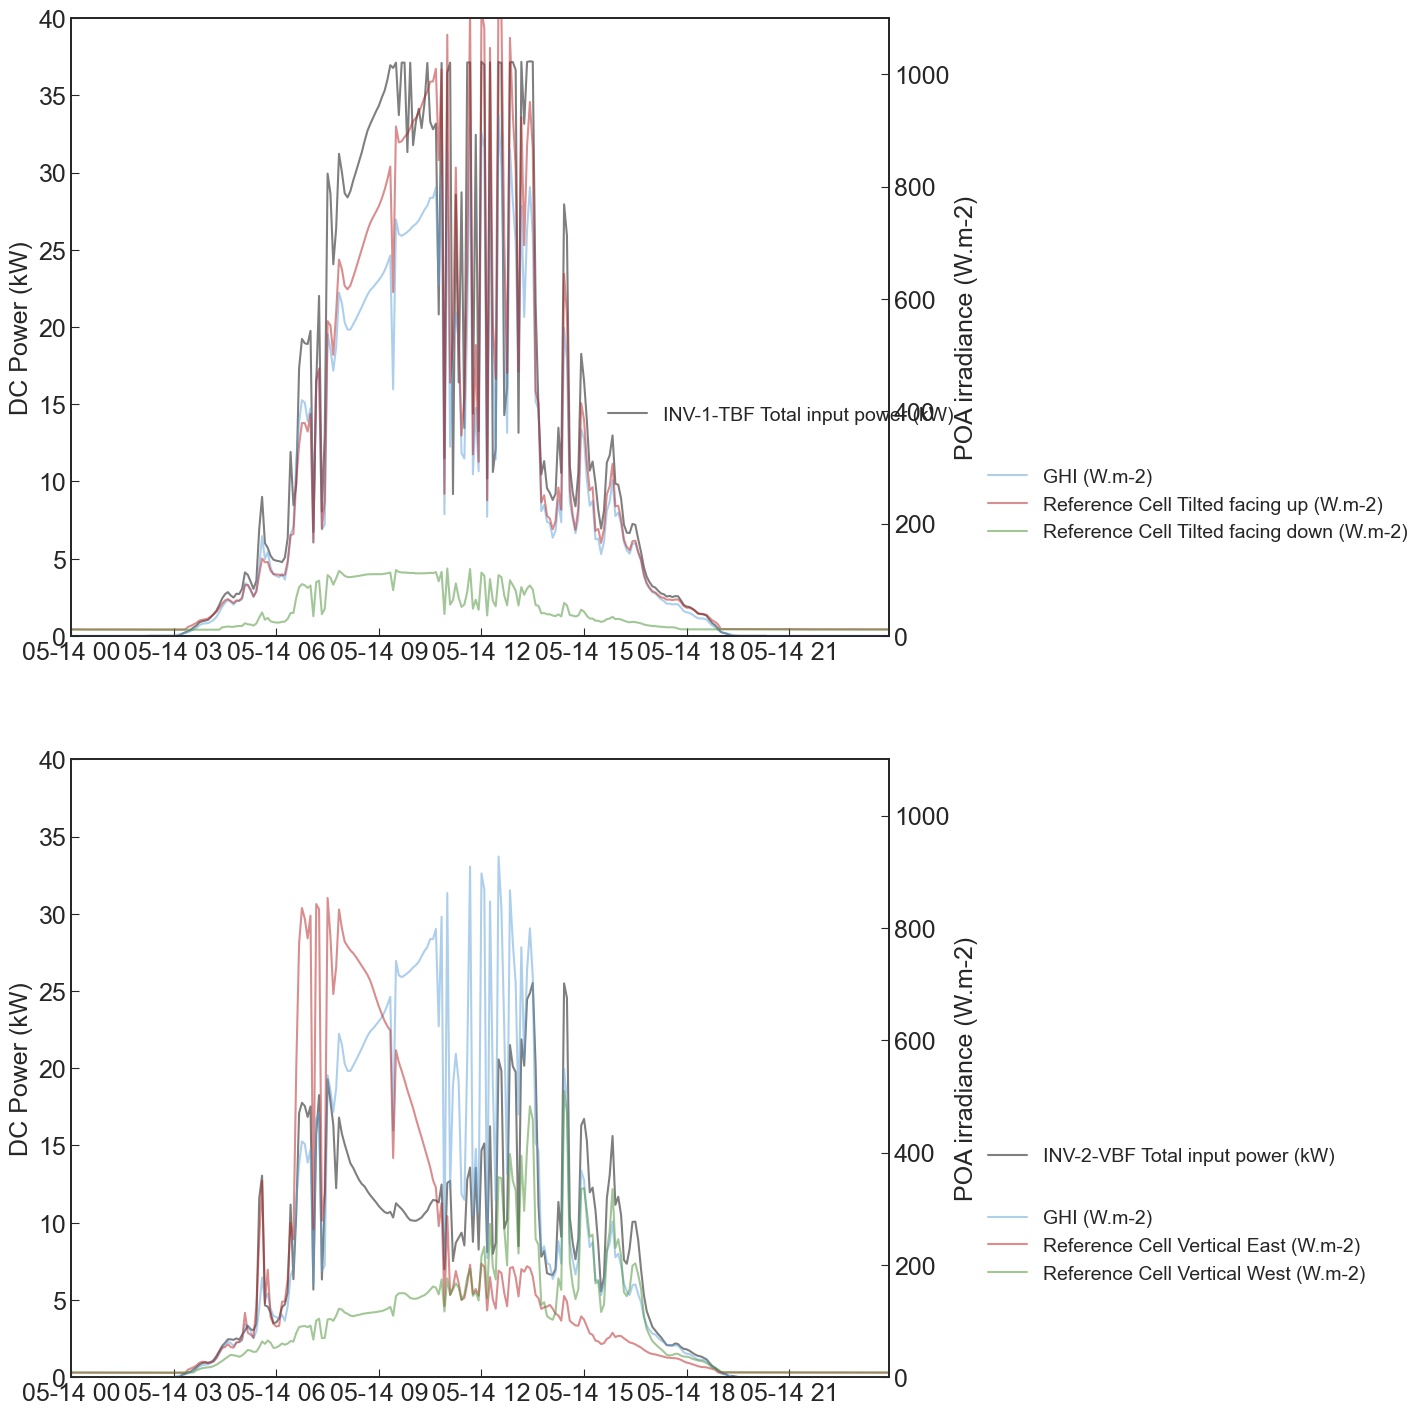 40
35
30
25
20
15
10
5
0
DC Power (kW)
1000
800
600
400
200
0
POA irradiance (W.m-2)
INV-1-TBF Total input power (kW)
GHI (W.m-2)
Reference Cell Tilted facing up (W.m-2)
Reference Cell Tilted facing down (W.m-2)
05-14 00 05-14 03 05-14 06 05-14 09 05-14 12 05-14 15 05-14 18 05-14 21
40
35
30
25
20
15
10
5
0
DC Power (kW)
1000
800
600
400
200
0
POA irradiance (W.m-2)
INV-2-VBF Total input power (kW)
GHI (W.m-2)
Reference Cell Vertical East (W.m-2)
Reference Cell Vertical West (W.m-2)
05-14 00 05-14 03 05-14 06 05-14 09 05-14 12 05-14 15 05-14 18 05-14 21